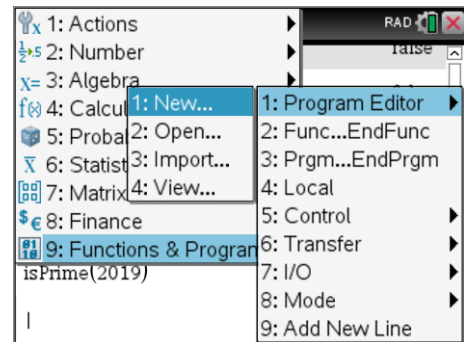 1: Actions
2: Number
3: Algebra
4: Calcul
5: Probal
6: Statist
7: Matrix
8: Finance
9: Functions & Program
1: New...
2: Open...
3: Import...
4: View...
1: Program Editor
2: Func...EndFunc
3: Prgm...EndPrgm
4: Local
5: Control
6: Transfer
7: I/O
8: Mode
9: Add New Line
RAD
false
isPrime(2019)